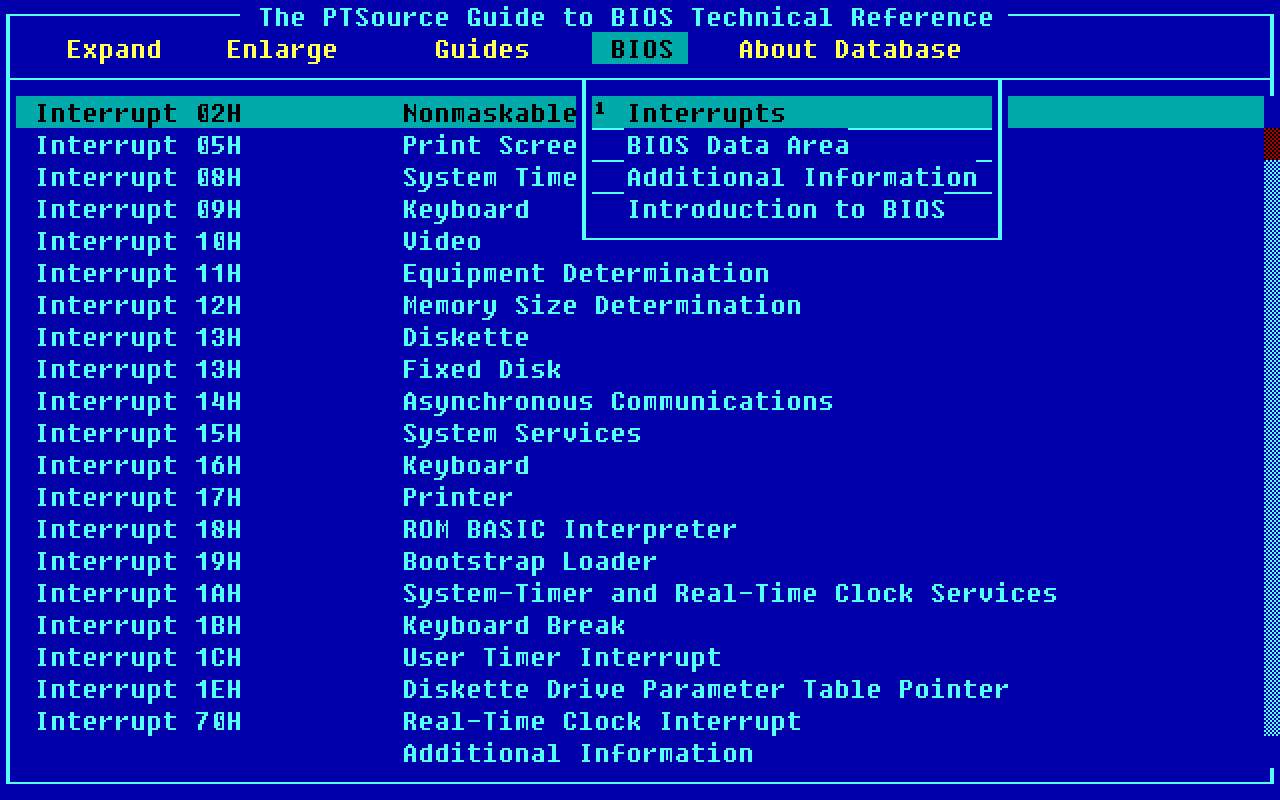 The PTSource Guide to BIOS Technical Reference
Expand Enlarge Guides BIOS About Database
Interrupt 02H Nonmaskable 1 Interrupts
Interrupt 05H Print Scree BIOS Data Area
Interrupt 08H System Time Additional Information
Interrupt 09H Keyboard Introduction to BIOS
Interrupt 10H Video
Interrupt 11H Equipment Determination
Interrupt 12H Memory Size Determination
Interrupt 13H Diskette
Interrupt 13H Fixed Disk
Interrupt 14H Asynchronous Communications
Interrupt 15H System Services
Interrupt 16H Keyboard
Interrupt 17H Printer
Interrupt 18H ROM BASIC Interpreter
Interrupt 19H Bootstrap Loader
Interrupt 1AH System-Timer and Real-Time Clock Services
Interrupt 1BH Keyboard Break
Interrupt 1CH User Timer Interrupt
Interrupt 1EH Diskette Drive Parameter Table Pointer
Interrupt 70H Real-Time Clock Interrupt
Additional Information